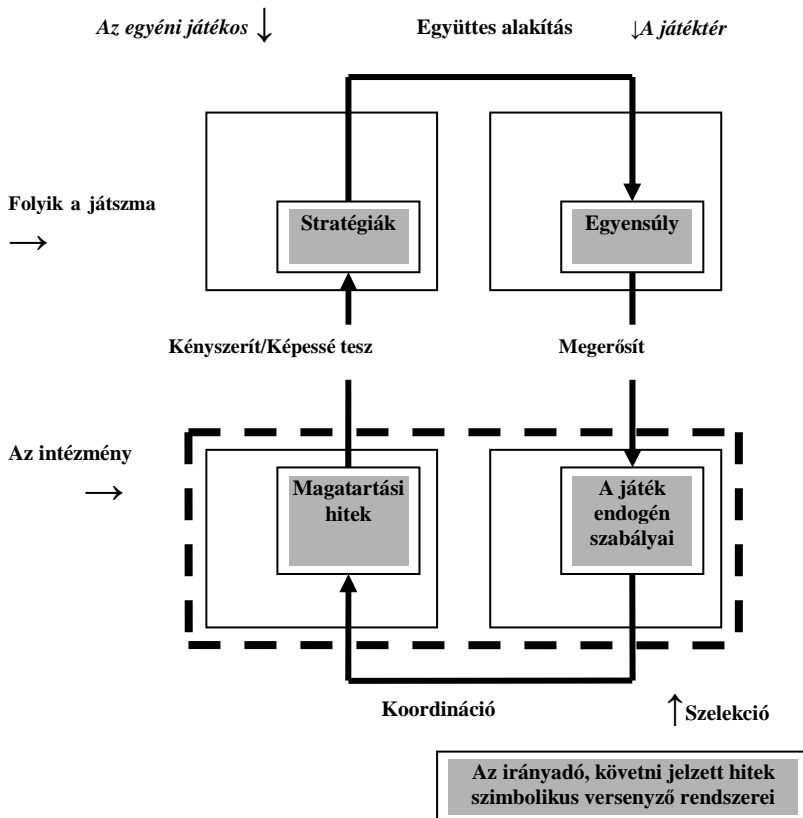 Az egyéni játékos ↓ Együttes alakítás ↓A játéktér
Folyik a játszma
→
Stratégiák
Egyensúly
Kényszerít/Képessé tesz
Megerősít
Az intézmény
→
Magatartási
hitek
A játék
endogén
szabályai
Koordináció
↑Szelekció
Az irányadó, követni jelzett hitek
szimbolikus versenyző rendszerei